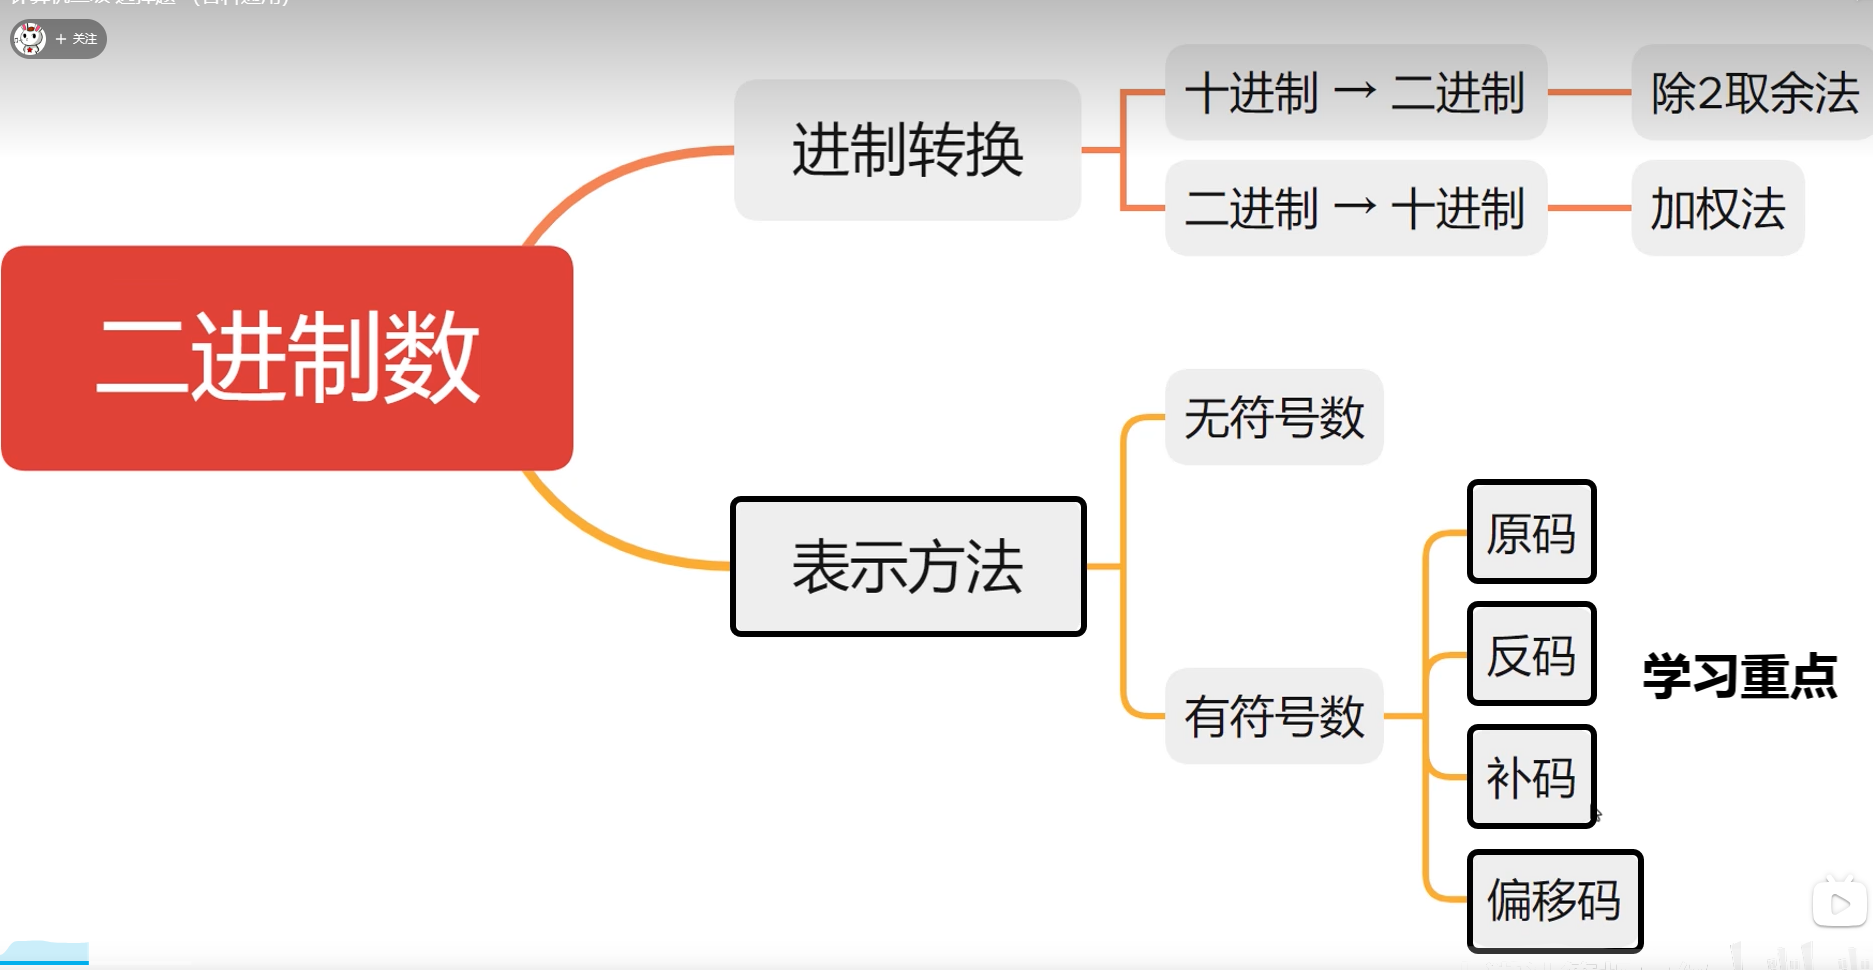 + 关注
二进制数
进制转换
十进制 → 二进制
除2取余法
二进制 → 十进制
加权法
表示方法
无符号数
有符号数
原码
反码
补码
偏移码
学习重点